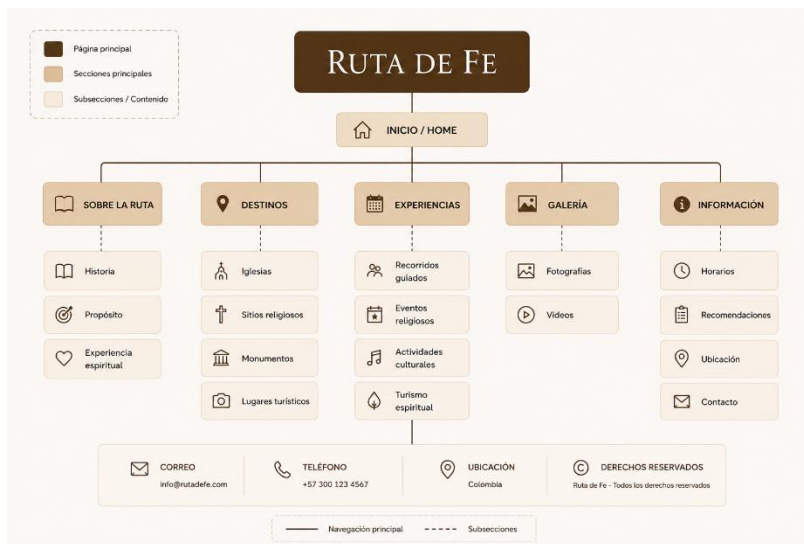 Página principal
Secciones principales
Subsecciones / Contenido
RUTA DE FE
INICIO / HOME
SOBRE LA RUTA
Historia
Propósito
Experiencia
espiritual
DESTINOS
Iglesias
Sitios religiosos
Monumentos
Lugares turísticos
EXPERIENCIAS
Recorridos
guiados
Eventos
religiosos
Actividades
culturales
Turismo
espiritual
GALERÍA
Fotografías
Videos
INFORMACIÓN
Horarios
Recomendaciones
Ubicación
Contacto
CORREO
info@rutadefe.com
TELÉFONO
+57 300 123 4567
UBICACIÓN
Colombia
DERECHOS RESERVADOS
Ruta de Fe - Todos los derechos reservados
Navegación principal
Subsecciones